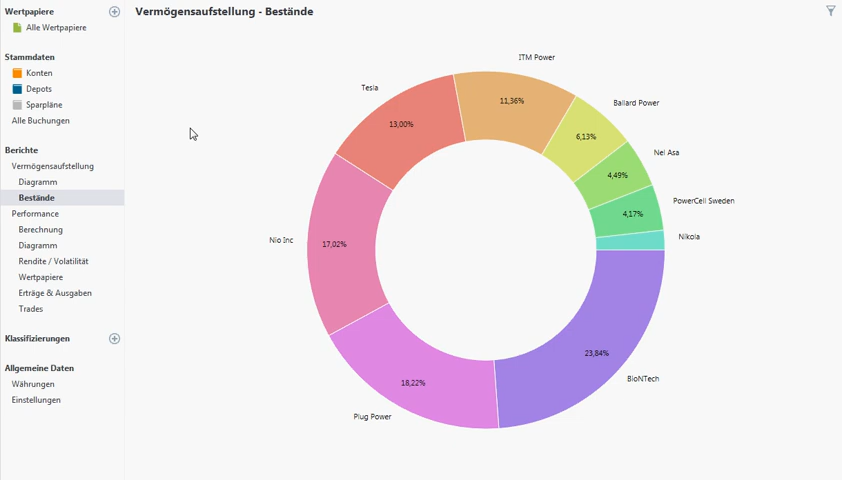 Wertpapiere
Alle Wertpapiere
Stammdaten
Konten
Depots
Sparpläne
Alle Buchungen
Berichte
Vermögensaufstellung
Diagramm
Bestände
Performance
Berechnung
Diagramm
Rendite / Volatilität
Wertpapiere
Erträge & Ausgaben
Trades
Klassifizierungen
Allgemeine Daten
Währungen
Einstellungen
Vermögensaufstellung - Bestände
ITM Power
11,36%
Ballard Power
6,13%
Nel Asa
4,49%
PowerCell Sweden
4,17%
Nikola
BioNTech
23,84%
Plug Power
18,22%
Nio Inc
17,02%
Tesla
13,00%